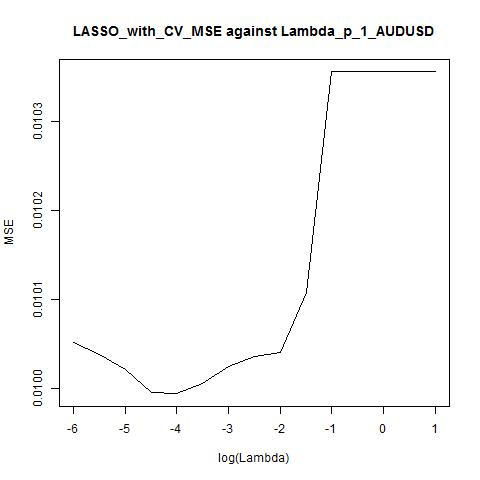 LASSO_with_CV_MSE against Lambda_p_1_AUDUSD
MSE
0.0103
0.0102
0.0101
0.0100
-6 -5 -4 -3 -2 -1 0 1
log(Lambda)